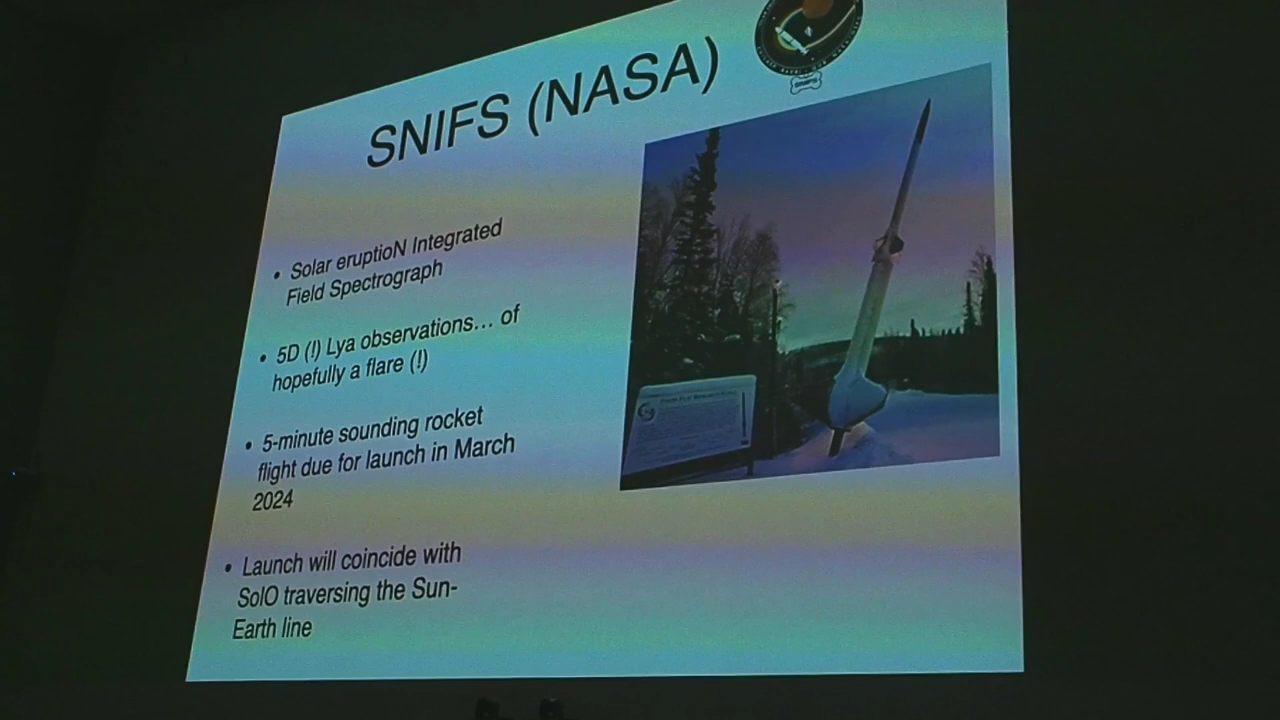 SNIFS (NASA)
SNIFS
• Solar eruptioN Integrated
Field Spectrograph
• 5D (!) Lya observations… of
hopefully a flare (!)
• 5-minute sounding rocket
flight due for launch in March
2024
• Launch will coincide with
SolO traversing the Sun-
Earth line